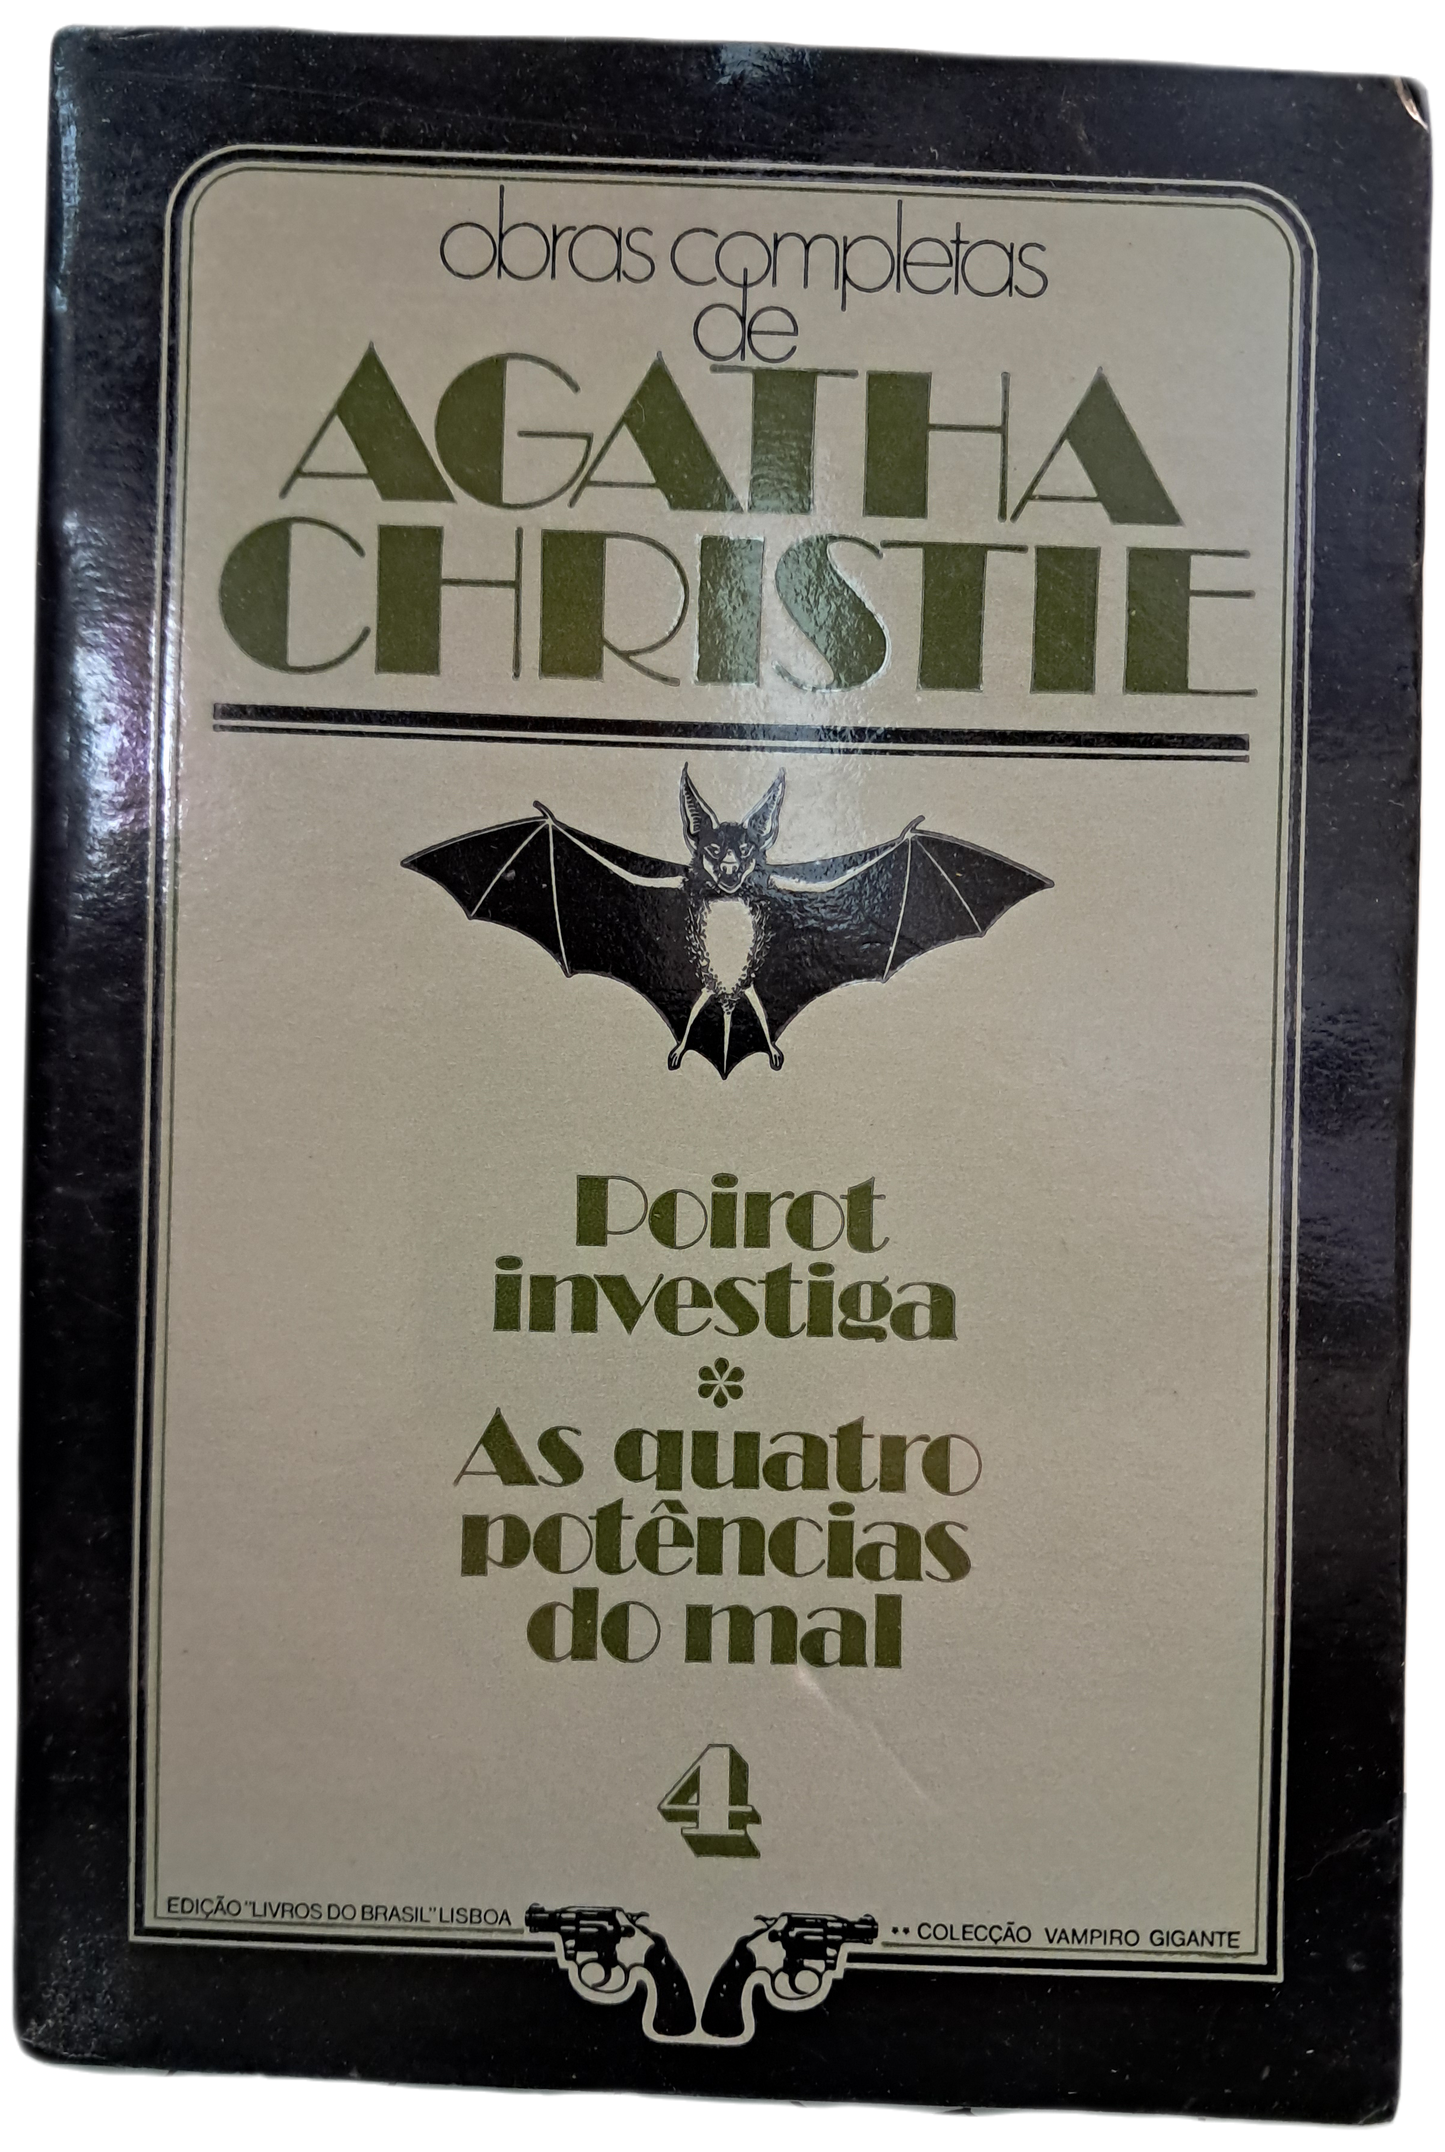 obras completas
de
AGATHA
CHRISTIE
Poirot
investiga
*
As quatro
potências
do mal
4
EDIÇÃO "LIVROS DO BRASIL" LISBOA
** COLECÇÃO VAMPIRO GIGANTE